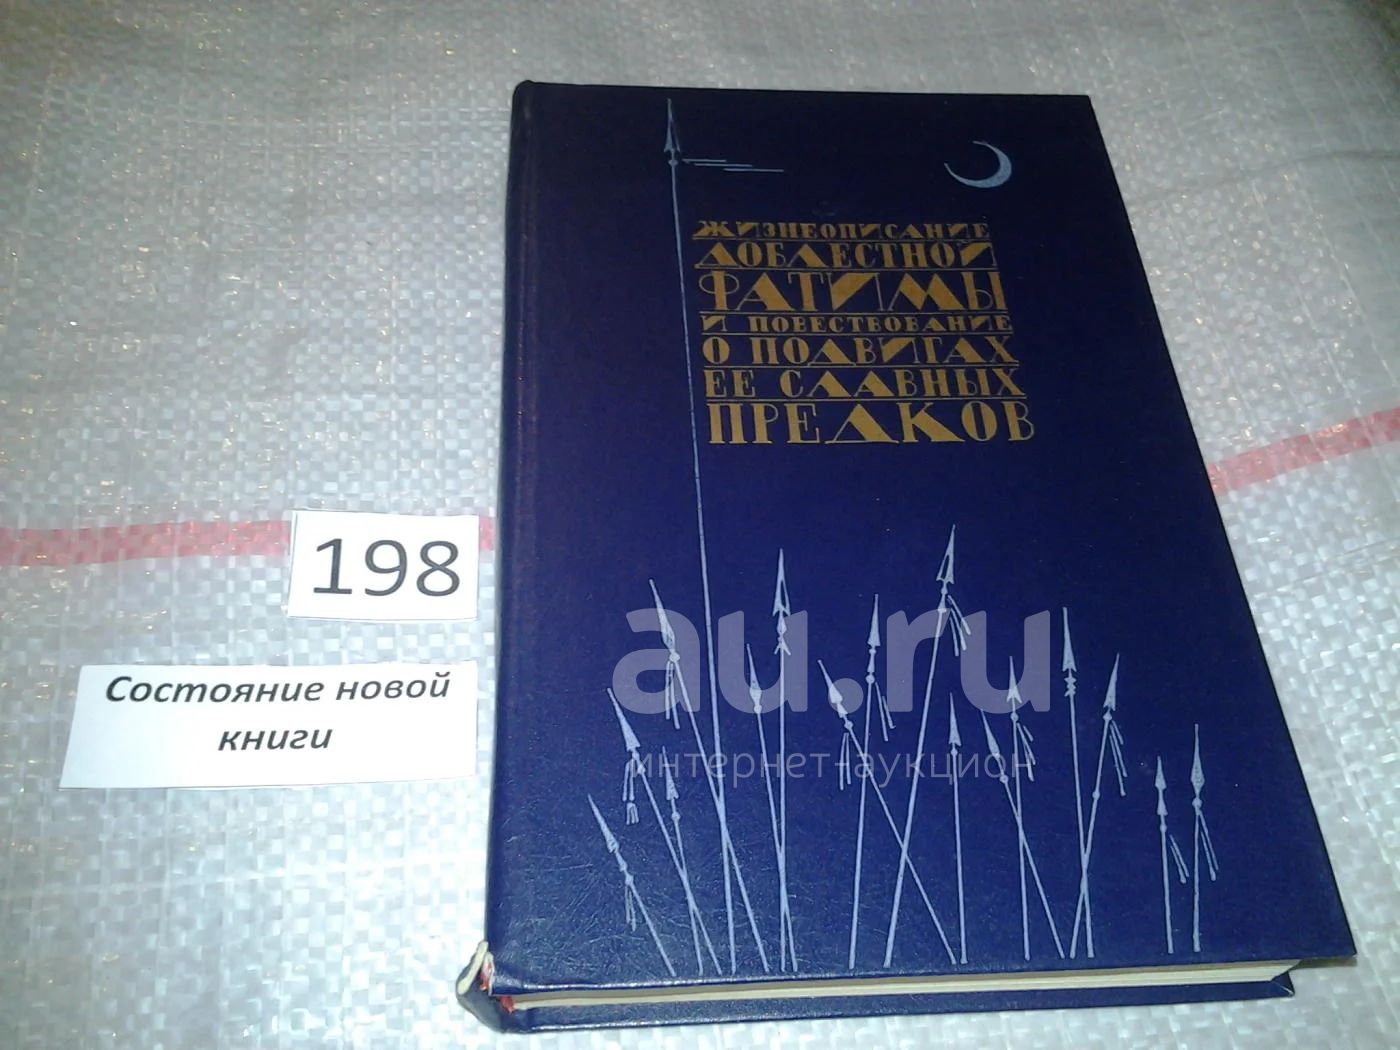 ЖИЗНЕОПИСАНИЕ
ДОБЛЕСТНОЙ
ФАТИМЫ
И ПОВЕСТВОВАНИЕ
О ПОДВИГАХ
ЕЕ СЛАВНЫХ
ПРЕДКОВ
198
Состояние новой
книги
au.ru
интернет-аукцион